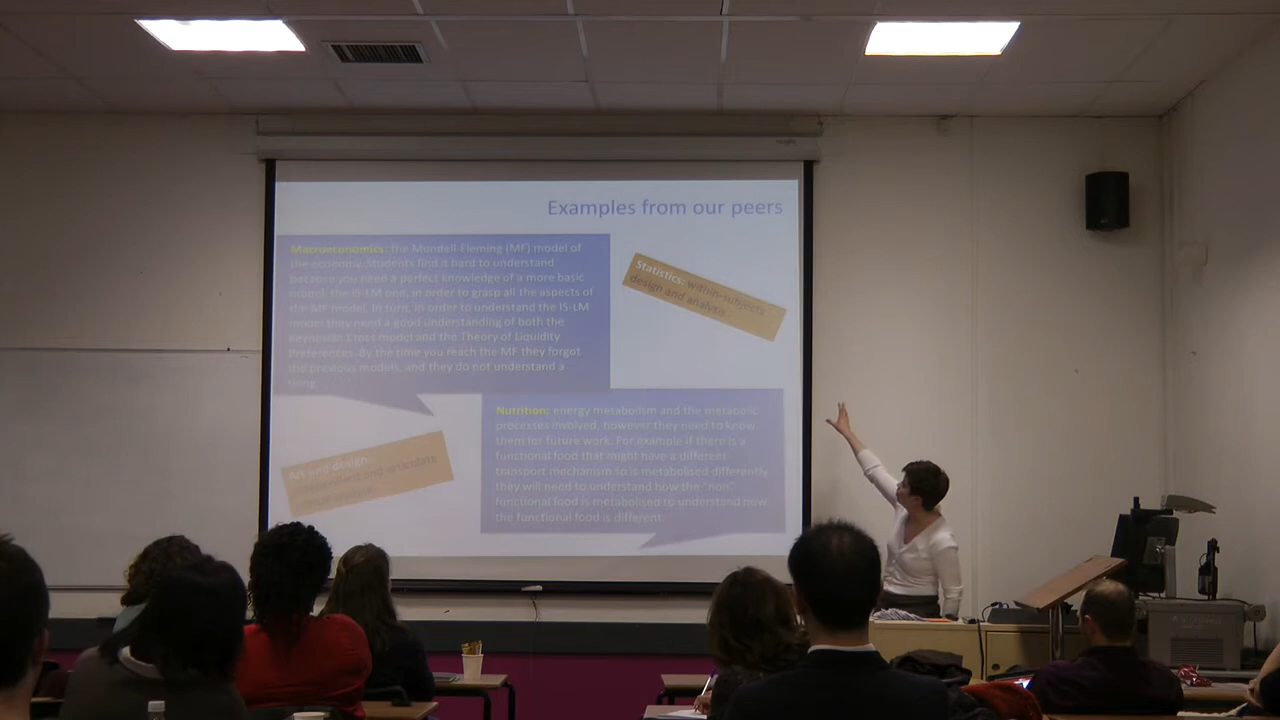 Examples from our peers
Macroeconomics: the Mundell-Fleming (MF) model of
the economy. Students find it hard to understand
because you need a perfect knowledge of a more basic
model, the IS-LM one, in order to grasp all the aspects of
the MF model. In turn, in order to understand the IS-LM
model they need a good understanding of both the
Keynesian Cross model and the Theory of Liquidity
Preferences. By the time you reach the MF they forgot
the previous models, and they do not understand a
thing.
Statistics: within-subjects
design and analysis
Nutrition: energy metabolism and the metabolic
processes involved, however they need to know
them for future work. For example if there is a
functional food that might have a different
transport mechanism so is metabolised differently
they will need to understand how the "non"
functional food is metabolised to understand how
the functional food is different.
Art and design:
and articulate